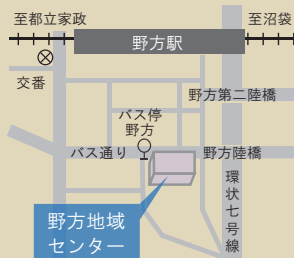 至都立家政
至沼袋
野方駅
交番
野方第二陸橋
バス停
野方
バス通り
野方陸橋
環状七号線
野方地域
センター